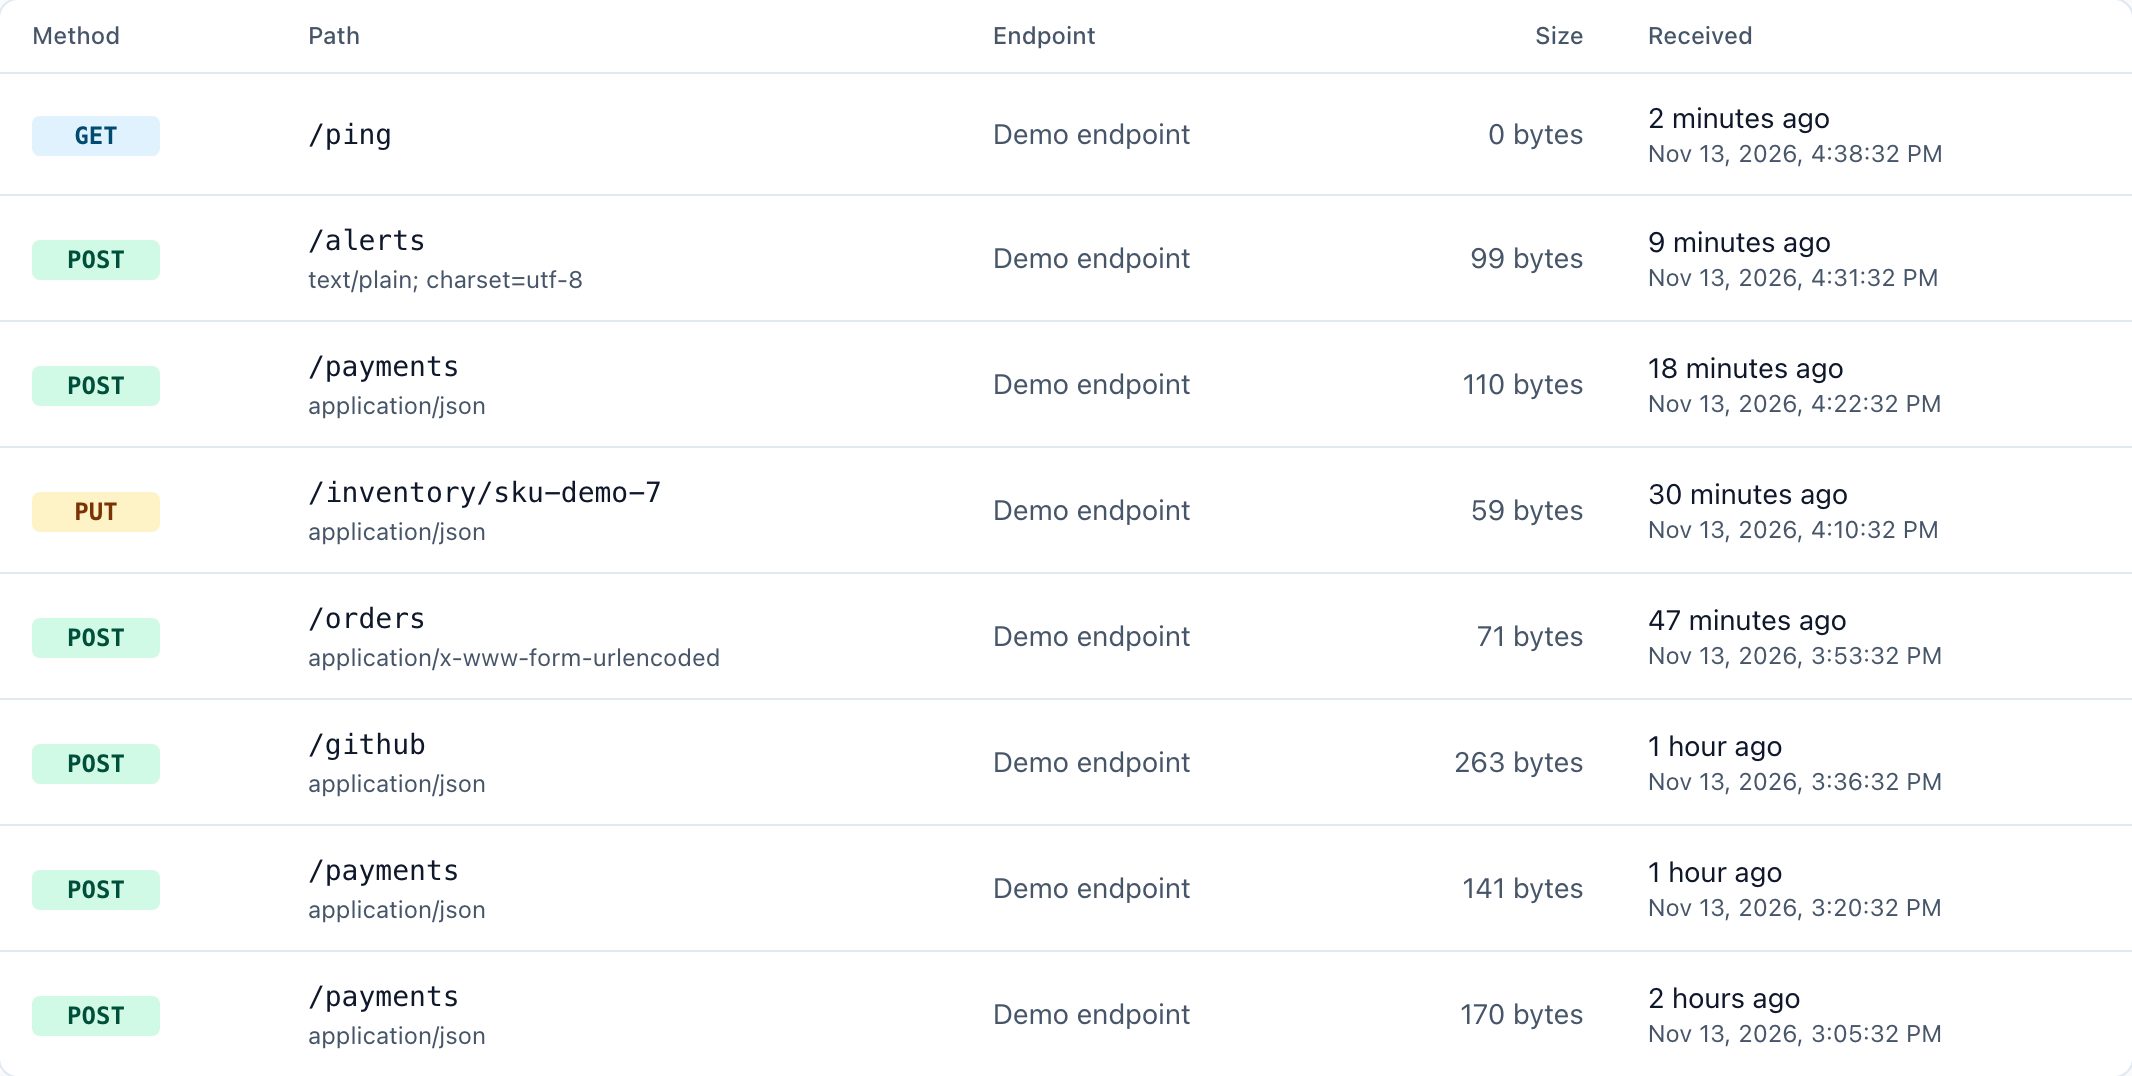 Method Path Endpoint Size Received
GET /ping Demo endpoint 0 bytes 2 minutes ago
Nov 13, 2026, 4:38:32 PM
POST /alerts Demo endpoint 99 bytes 9 minutes ago
text/plain; charset=utf-8 Nov 13, 2026, 4:31:32 PM
POST /payments Demo endpoint 110 bytes 18 minutes ago
application/json Nov 13, 2026, 4:22:32 PM
PUT /inventory/sku-demo-7 Demo endpoint 59 bytes 30 minutes ago
application/json Nov 13, 2026, 4:10:32 PM
POST /orders Demo endpoint 71 bytes 47 minutes ago
application/x-www-form-urlencoded Nov 13, 2026, 3:53:32 PM
POST /github Demo endpoint 263 bytes 1 hour ago
application/json Nov 13, 2026, 3:36:32 PM
POST /payments Demo endpoint 141 bytes 1 hour ago
application/json Nov 13, 2026, 3:20:32 PM
POST /payments Demo endpoint 170 bytes 2 hours ago
application/json Nov 13, 2026, 3:05:32 PM